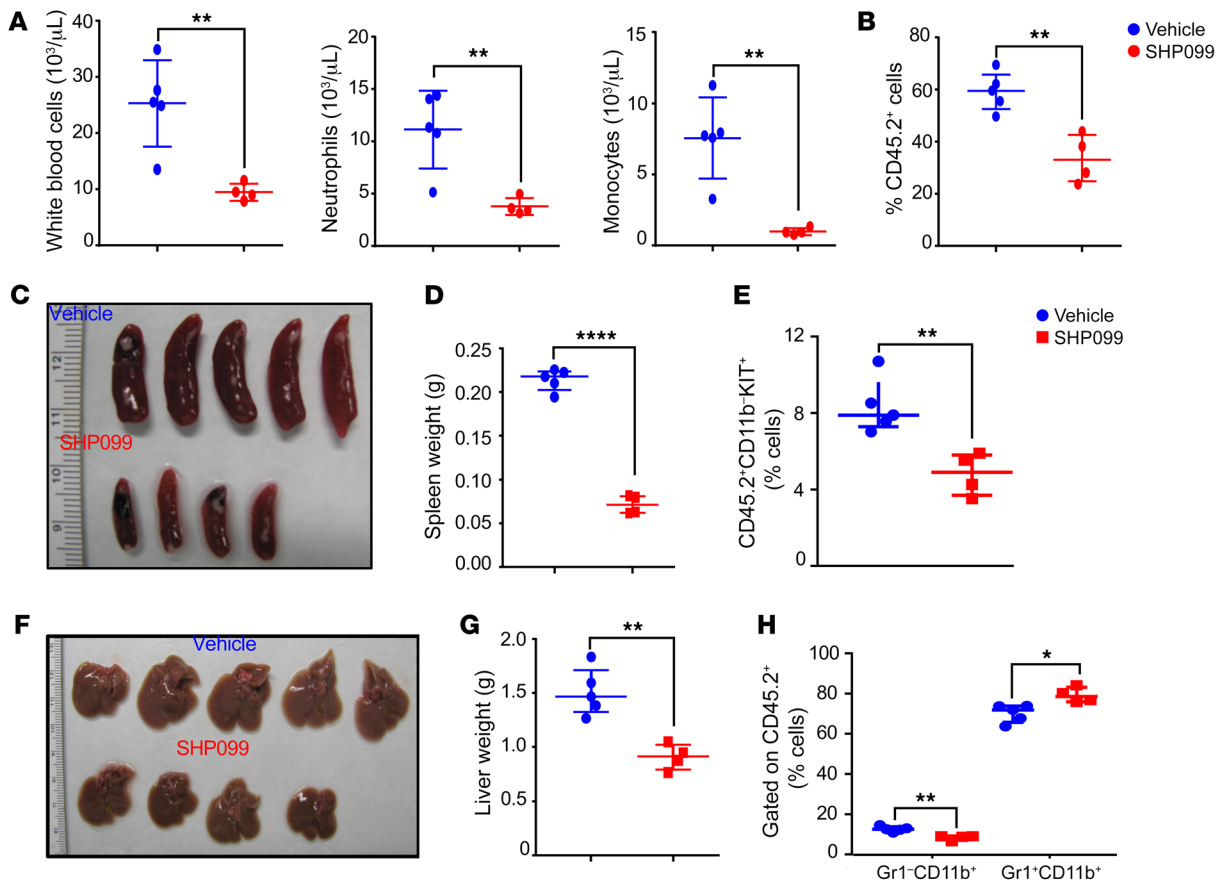 A
White blood cells (10³/μL)
40
30
20
10
0
**
Neutrophils (10³/μL)
20
15
10
5
0
**
Monocytes (10³/μL)
15
10
5
0
**
B
% CD45.2⁺ cells
80
60
40
20
0
**
Vehicle
SHP099
C
Vehicle
SHP099
12
11
10
9
D
Spleen weight (g)
0.25
0.20
0.15
0.10
0.05
0.00
****
E
CD45.2⁺CD11b⁻KIT⁺
(% cells)
12
8
4
0
**
Vehicle
SHP099
F
Vehicle
SHP099
G
Liver weight (g)
2.0
1.5
1.0
0.5
0
**
H
Gated on CD45.2⁺
(% cells)
100
80
60
40
20
0
**
*
Gr1⁻CD11b⁺
Gr1⁺CD11b⁺